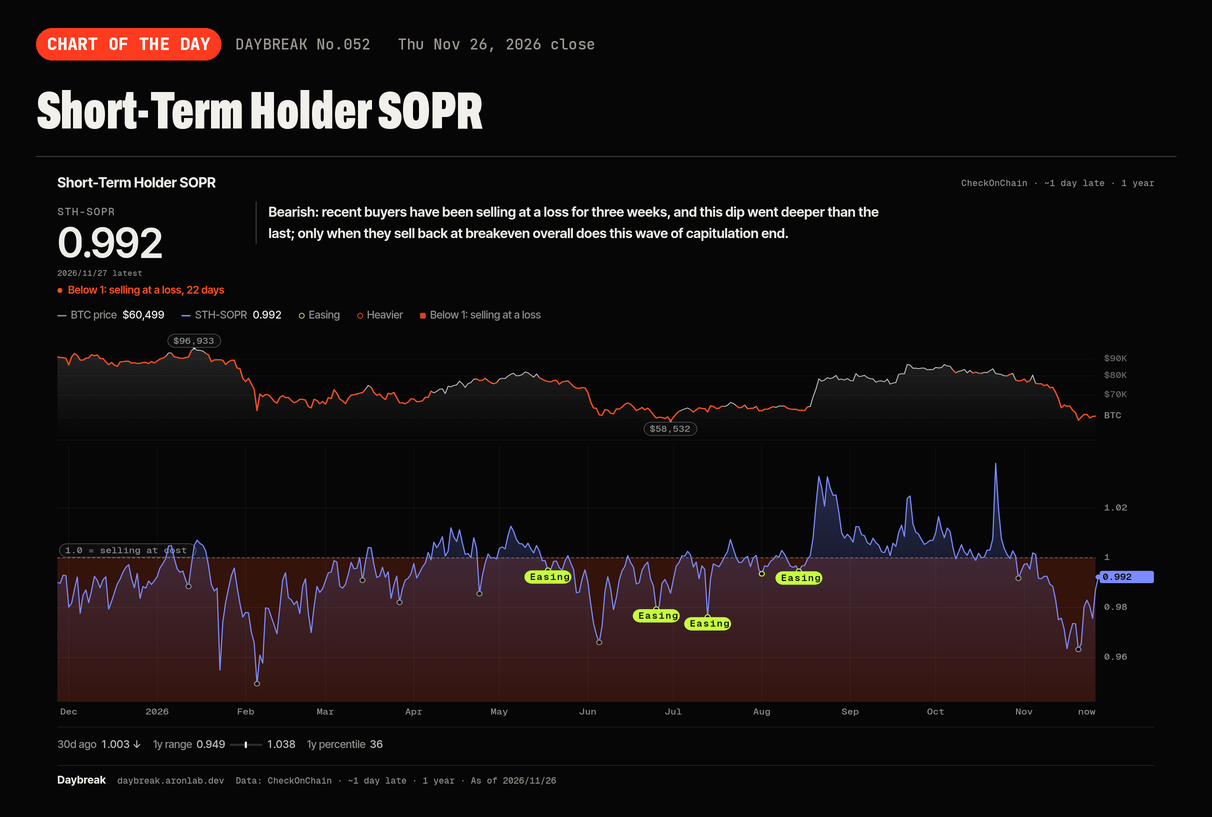 CHART OF THE DAY DAYBREAK No.052 Thu Nov 26, 2026 close
Short-Term Holder SOPR
Short-Term Holder SOPR CheckOnChain · ~1 day late · 1 year
STH-SOPR
0.992
2026/11/27 latest
Below 1: selling at a loss, 22 days
Bearish: recent buyers have been selling at a loss for three weeks, and this dip went deeper than the
last; only when they sell back at breakeven overall does this wave of capitulation end.
BTC price $60,499 STH-SOPR 0.992 Easing Heavier Below 1: selling at a loss
$96,933
$90K
$80K
$70K
BTC
$58,532
1.02
1.0 = selling at cost
1
Easing Easing 0.992
0.98
Easing Easing
0.96
Dec 2026 Feb Mar Apr May Jun Jul Aug Sep Oct Nov now
30d ago 1.003 ↓ 1y range 0.949 1.038 1y percentile 36
Daybreak daybreak.aronlab.dev Data: CheckOnChain · ~1 day late · 1 year · As of 2026/11/26